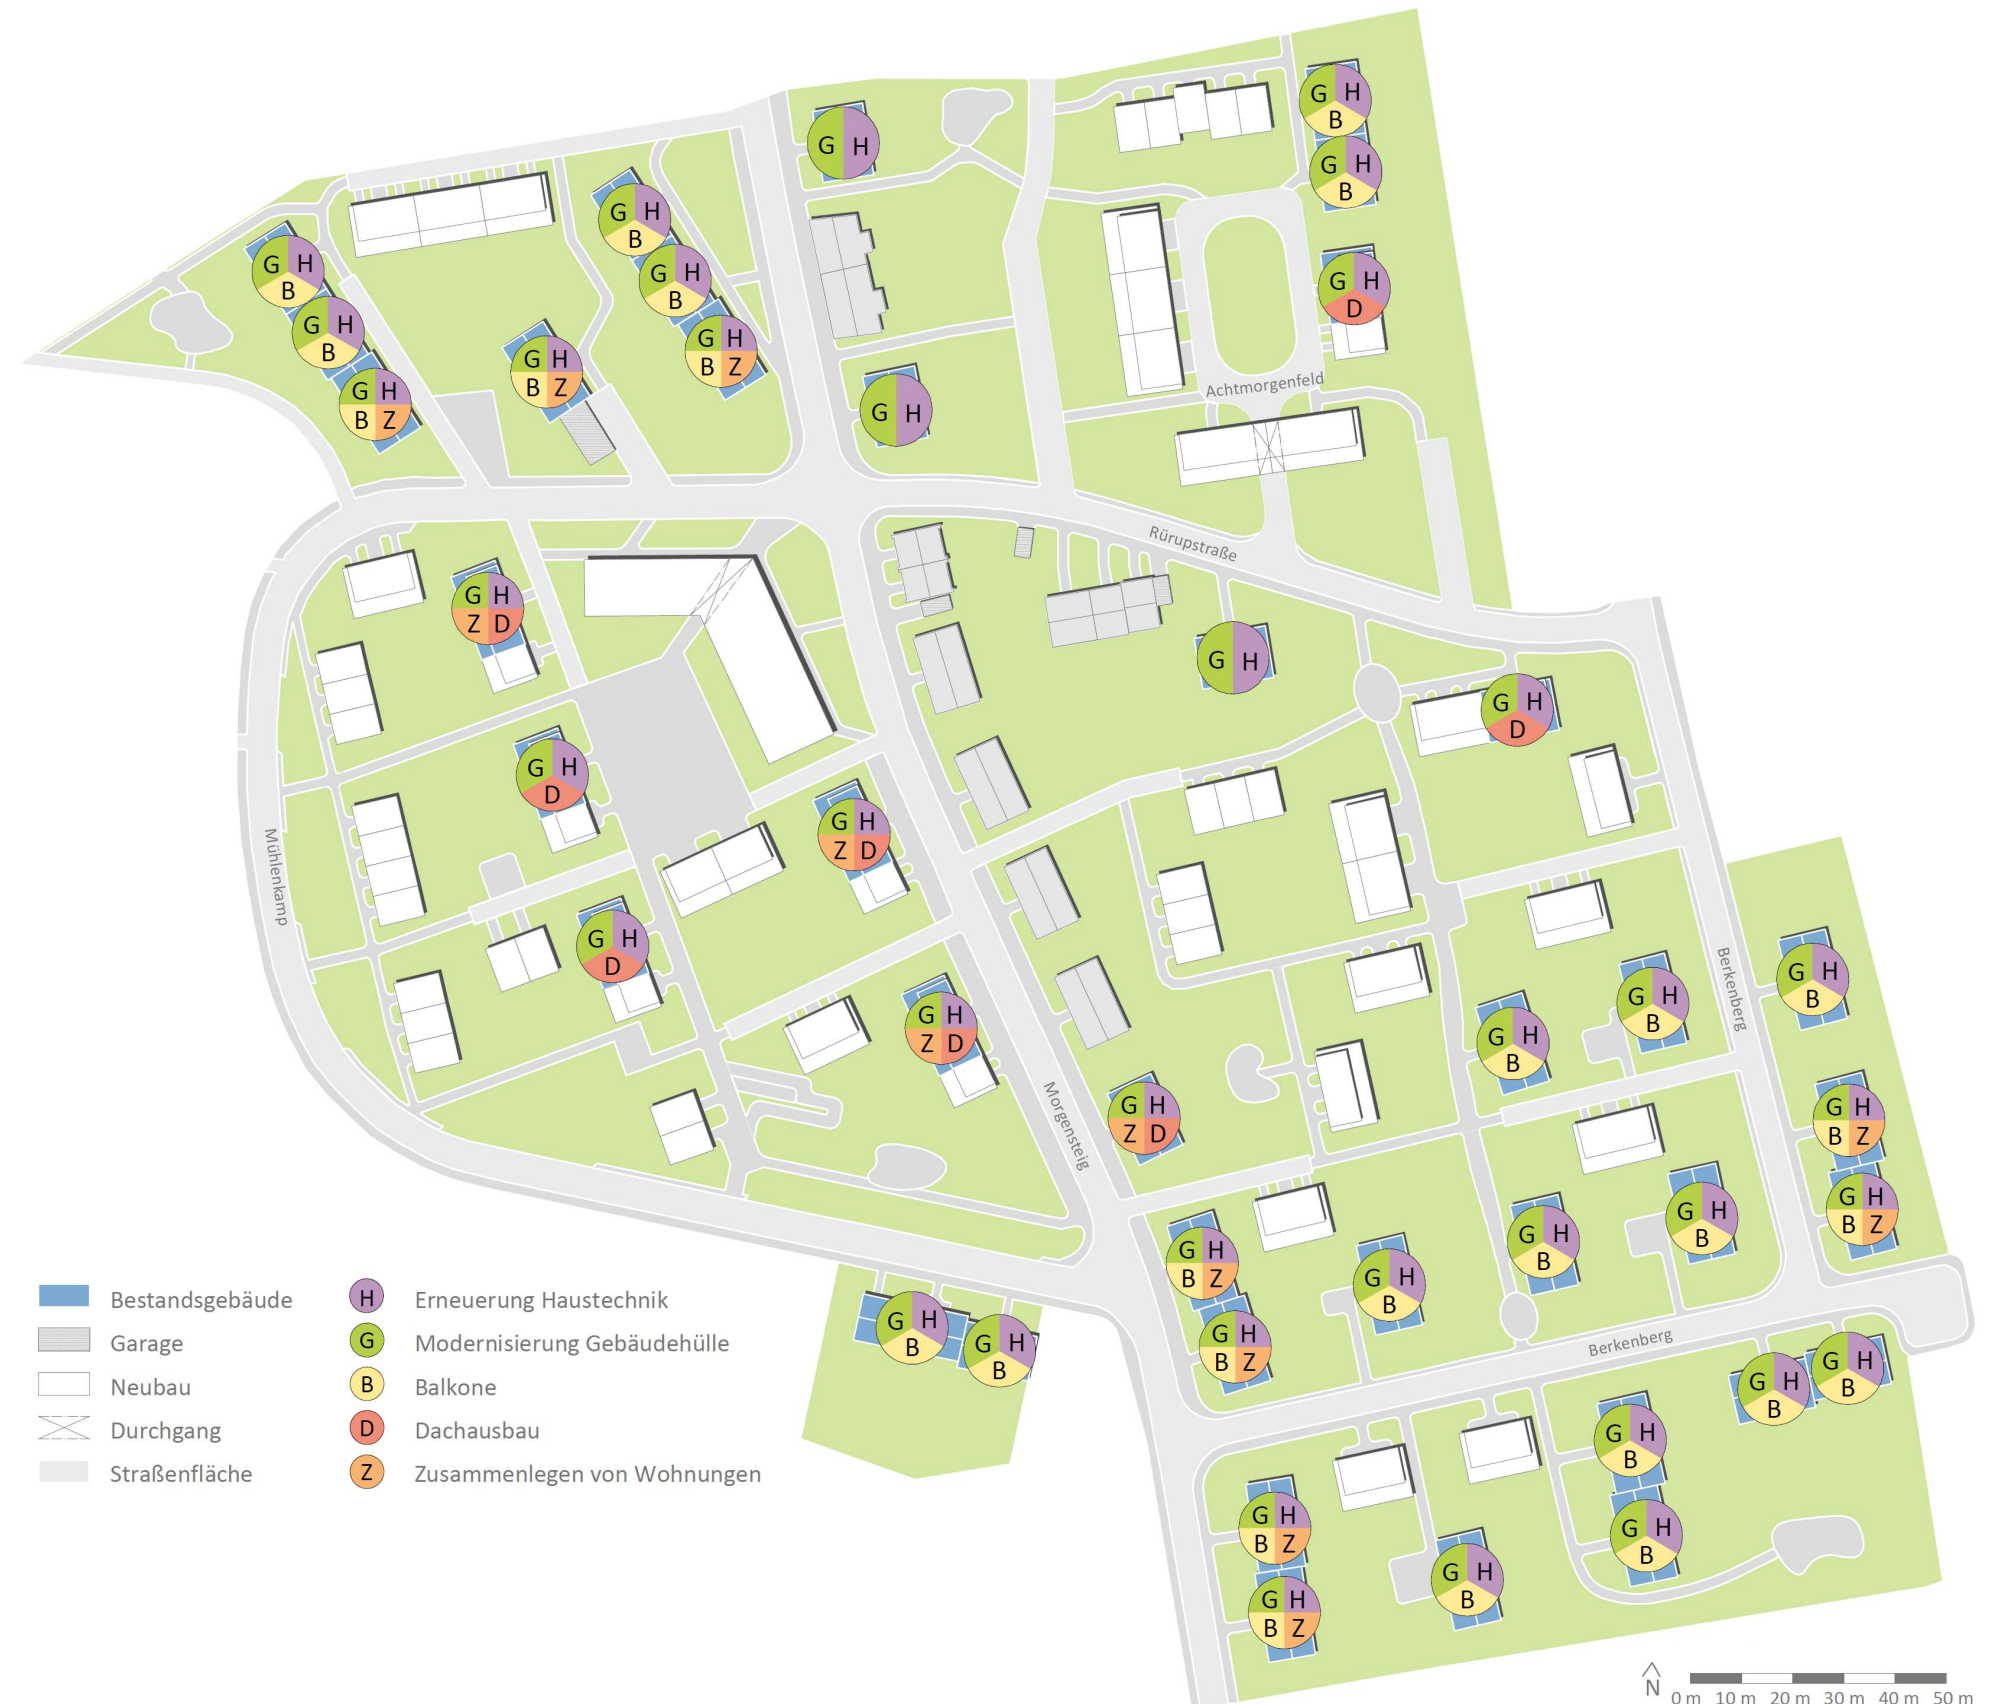 G H B
G H
G H B
G H B
G H B
G H B
G H D
G H B
G H B
G H B Z
G H B Z
G H B Z
Achtmorgenfeld
G H
Rürupstraße
G H Z D
G H
G H D
G H D
G H Z D
Mühlenkamp
G H D
Berkenberg
G H B
G H B
G H Z D
G H B
Morgensteig
G H Z D
G H B Z
G H B Z
G H B
G H B
G H B Z
G H B
Berkenberg
G H B
G H B
G H B Z
G H B
G H B
G H B
G H B Z
G H B
G H B
G H B Z
Bestandsgebäude
Garage
Neubau
Durchgang
Straßenfläche
H Erneuerung Haustechnik
G Modernisierung Gebäudehülle
B Balkone
D Dachausbau
Z Zusammenlegen von Wohnungen
N
0 m 10 m 20 m 30 m 40 m 50 m